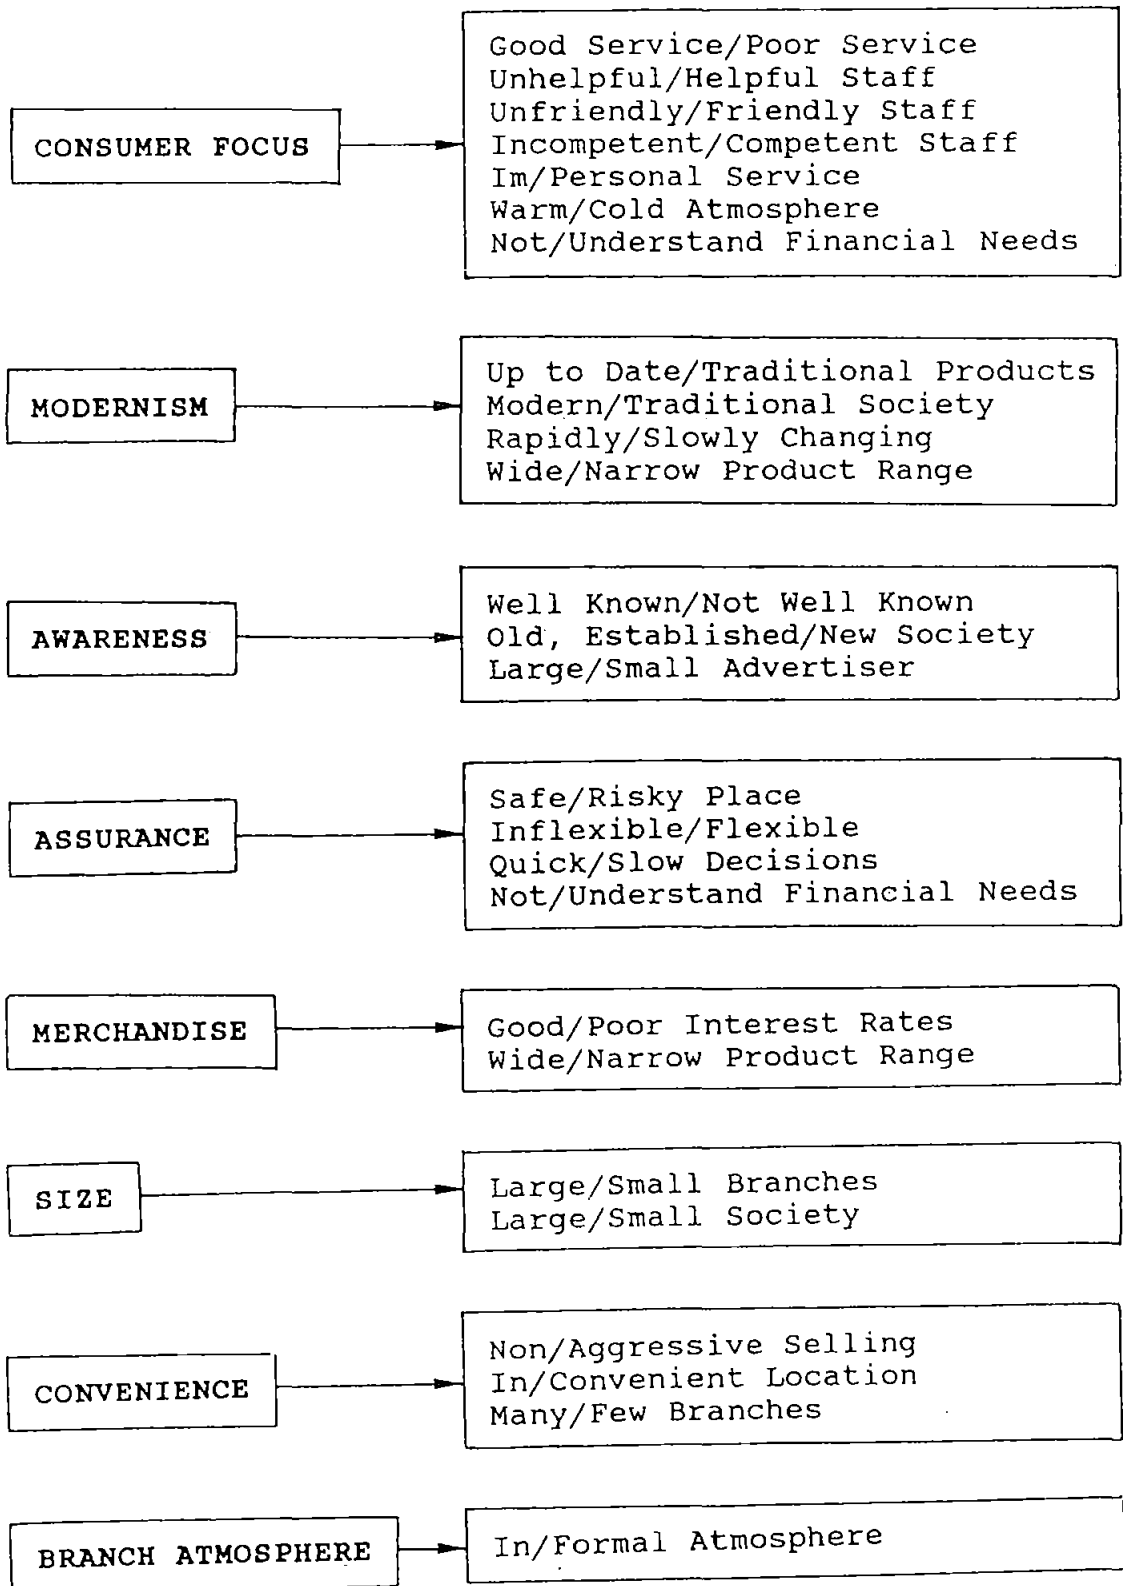 CONSUMER FOCUS
Good Service/Poor Service
Unhelpful/Helpful Staff
Unfriendly/Friendly Staff
Incompetent/Competent Staff
Im/Personal Service
Warm/Cold Atmosphere
Not/Understand Financial Needs
MODERNISM
Up to Date/Traditional Products
Modern/Traditional Society
Rapidly/Slowly Changing
Wide/Narrow Product Range
AWARENESS
Well Known/Not Well Known
Old, Established/New Society
Large/Small Advertiser
ASSURANCE
Safe/Risky Place
Inflexible/Flexible
Quick/Slow Decisions
Not/Understand Financial Needs
MERCHANDISE
Good/Poor Interest Rates
Wide/Narrow Product Range
SIZE
Large/Small Branches
Large/Small Society
CONVENIENCE
Non/Aggressive Selling
In/Convenient Location
Many/Few Branches
BRANCH ATMOSPHERE
In/Formal Atmosphere